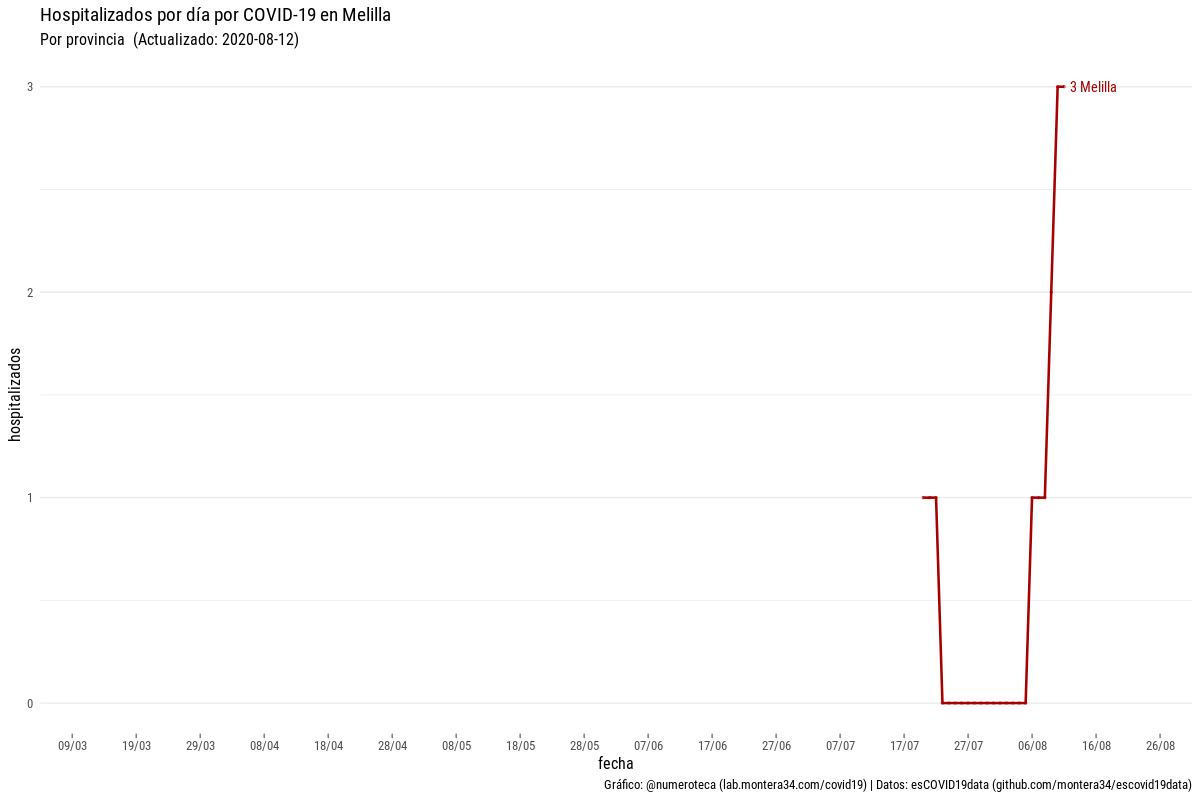 Hospitalizados por día por COVID-19 en Melilla
Por provincia  (Actualizado: 2020-08-12)
3
3 Melilla
2
hospitalizados
1
0
09/03 19/03 29/03 08/04 18/04 28/04 08/05 18/05 28/05 07/06 17/06 27/06 07/07 17/07 27/07 06/08 16/08 26/08
fecha
Gráfico: @numeroteca (lab.montera34.com/covid19) | Datos: esCOVID19data (github.com/montera34/escovid19data)